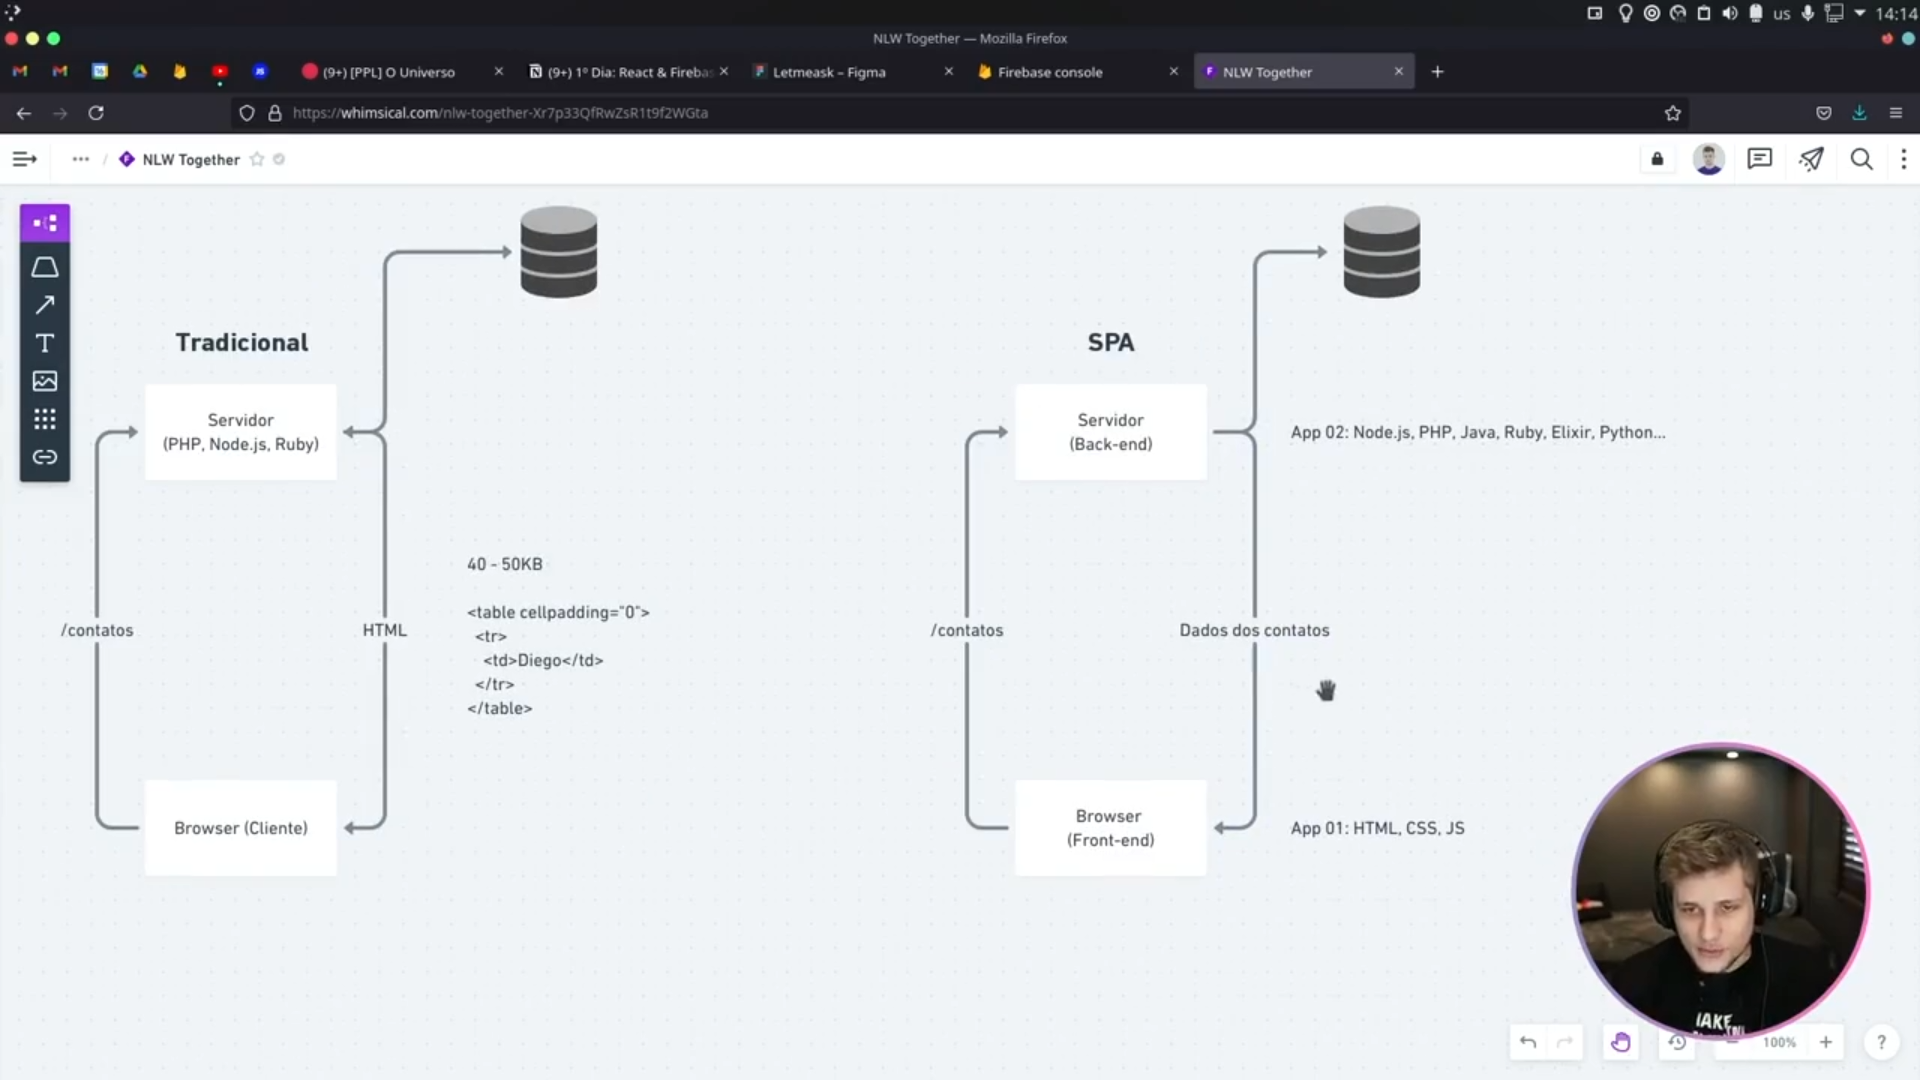 us
14:14
NLW Together — Mozilla Firefox
(9+) [PPL] O Universo
(9+) 1º Dia: React & Firebas
Letmeask – Figma
Firebase console
NLW Together
https://whimsical.com/nlw-together-Xr7p33QfRwZsR1t9f2WGta
... / NLW Together
Tradicional
Servidor
(PHP, Node.js, Ruby)
/contatos
HTML
40 - 50KB
<table cellpadding="0">
<tr>
<td>Diego</td>
</tr>
</table>
Browser (Cliente)
SPA
Servidor
(Back-end)
App 02: Node.js, PHP, Java, Ruby, Elixir, Python...
/contatos
Dados dos contatos
Browser
(Front-end)
App 01: HTML, CSS, JS
100%
?